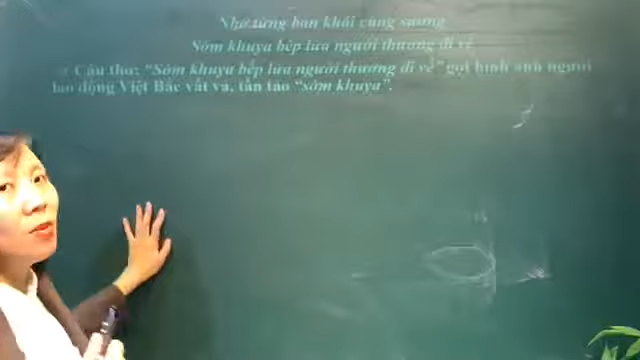 Nhớ từng bản khói cùng sương
Sớm khuya bếp lửa người thương đi về
Câu thơ: “Sớm khuya bếp lửa người thương đi về” gợi hình ảnh người
lao động Việt Bắc vất vả, tần tảo “sớm khuya”.